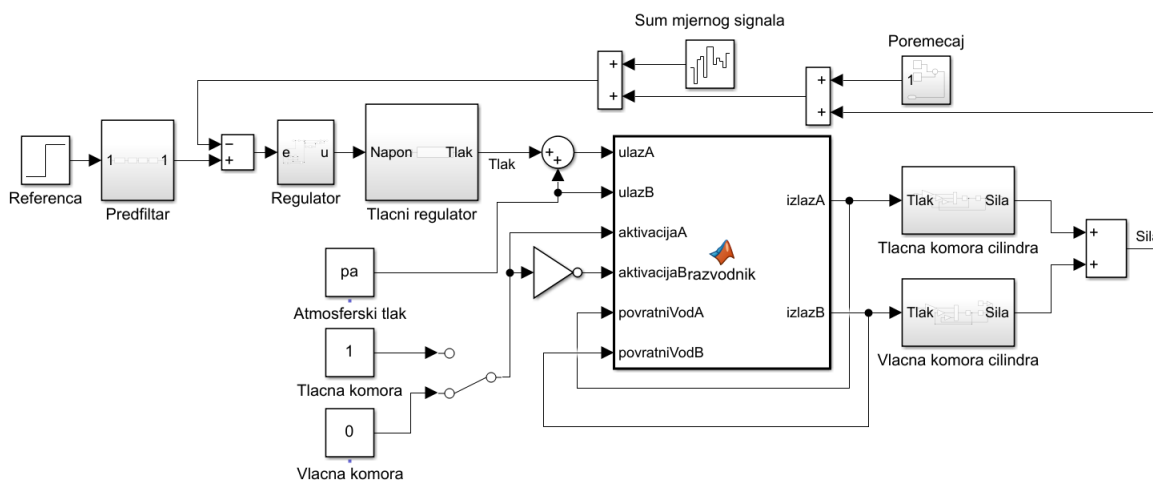 Sum mjernog signala
Poremecaj
1
Referenca
1 1
Predfiltar
e u
Regulator
Napon Tlak
Tlacni regulator
Tlak
ulazA
ulazB
aktivacijaA
aktivacijaB
povratniVodA
povratniVodB
razvodnik
izlazA
izlazB
Tlak Sila
Tlacna komora cilindra
Tlak Sila
Vlacna komora cilindra
pa
Atmosferski tlak
1
Tlacna komora
0
Vlacna komora